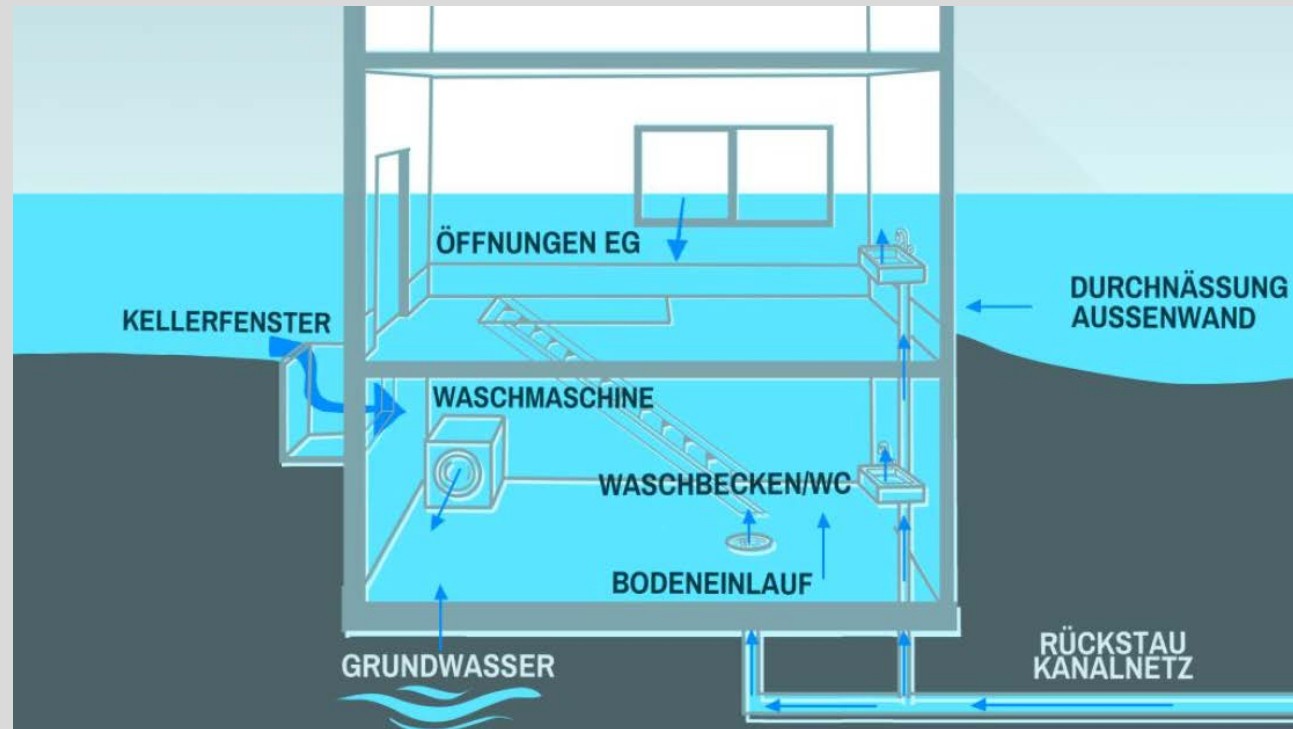 ÖFFNUNGEN EG
KELLERFENSTER
DURCHNÄSSUNG
AUSSENWAND
WASCHMASCHINE
WASCHBECKEN/WC
BODENEINLAUF
GRUNDWASSER
RÜCKSTAU
KANALNETZ